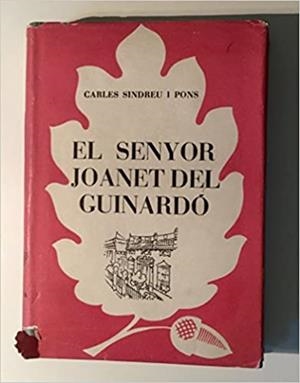 CARLES SINDREU I PONS
EL SENYOR
JOANET DEL
GUINARDÓ